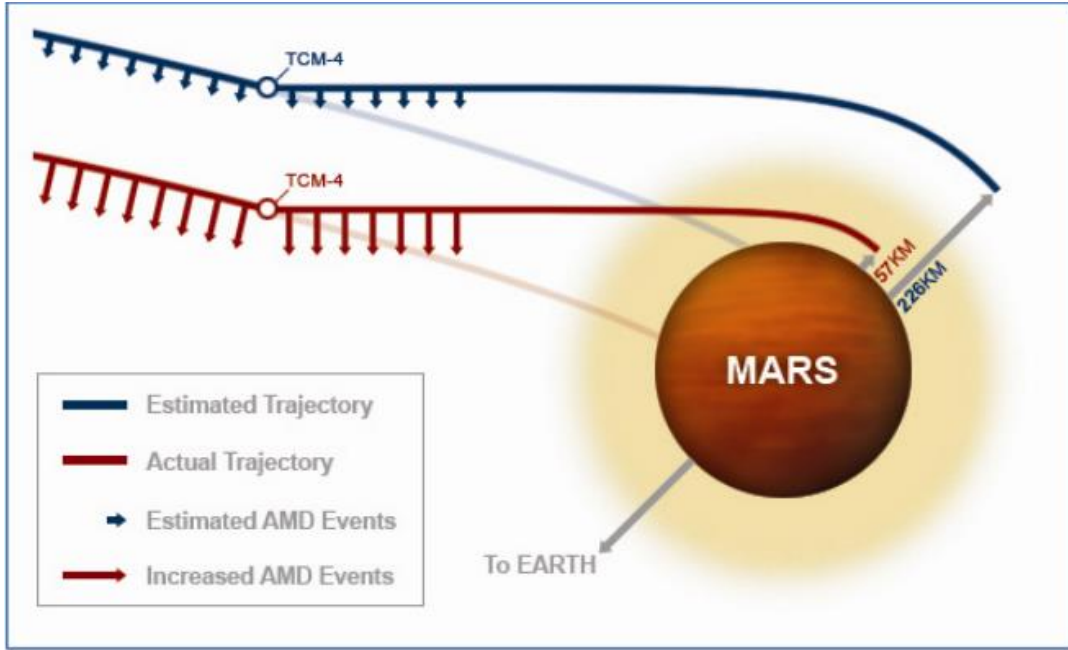 TCM-4
TCM-4
57KM
226KM
MARS
Estimated Trajectory
Actual Trajectory
Estimated AMD Events
Increased AMD Events
To EARTH